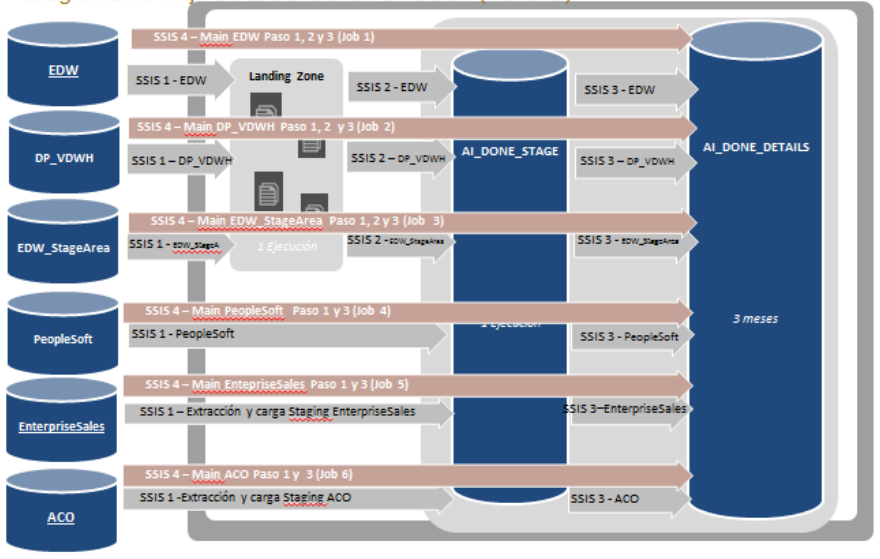 SSIS 4 – Main EDW Paso 1, 2 y 3 (Job 1)
EDW
SSIS 1 - EDW
Landing Zone
SSIS 2 - EDW
SSIS 3 - EDW
SSIS 4 – Main DP_VDWH Paso 1, 2 y 3 (Job 2)
DP_VDWH
SSIS 1 – DP_VDWH
SSIS 2 – DP_VDWH
AI_DONE_STAGE
SSIS 3 – DP_VDWH
AI_DONE_DETAILS
SSIS 4 – Main EDW_StageArea Paso 1, 2 y 3 (Job 3)
EDW_StageArea
SSIS 1 - EDW_StageA
1 Ejecución
SSIS 2 - EDW_StageArea
SSIS 3 - EDW_StageArea
SSIS 4 – Main PeopleSoft Paso 1 y 3 (Job 4)
PeopleSoft
SSIS 1 - PeopleSoft
1 Ejecución
SSIS 3 - PeopleSoft
3 meses
SSIS 4 – Main EntepriseSales Paso 1 y 3 (Job 5)
EnterpriseSales
SSIS 1 – Extracción y carga Staging EnterpriseSales
SSIS 3–EnterpriseSales
SSIS 4 – Main ACO Paso 1 y 3 (Job 6)
ACO
SSIS 1 -Extracción y carga Staging ACO
SSIS 3 - ACO